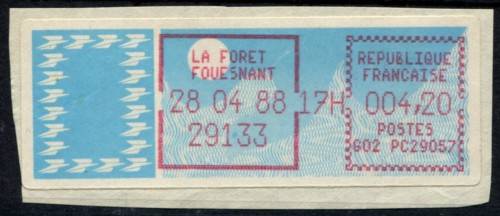 LA FORET
FOUESNANT
28 04 88 17H
29133
REPUBLIQUE
FRANCAISE
004,20
POSTES
G02 PC29057